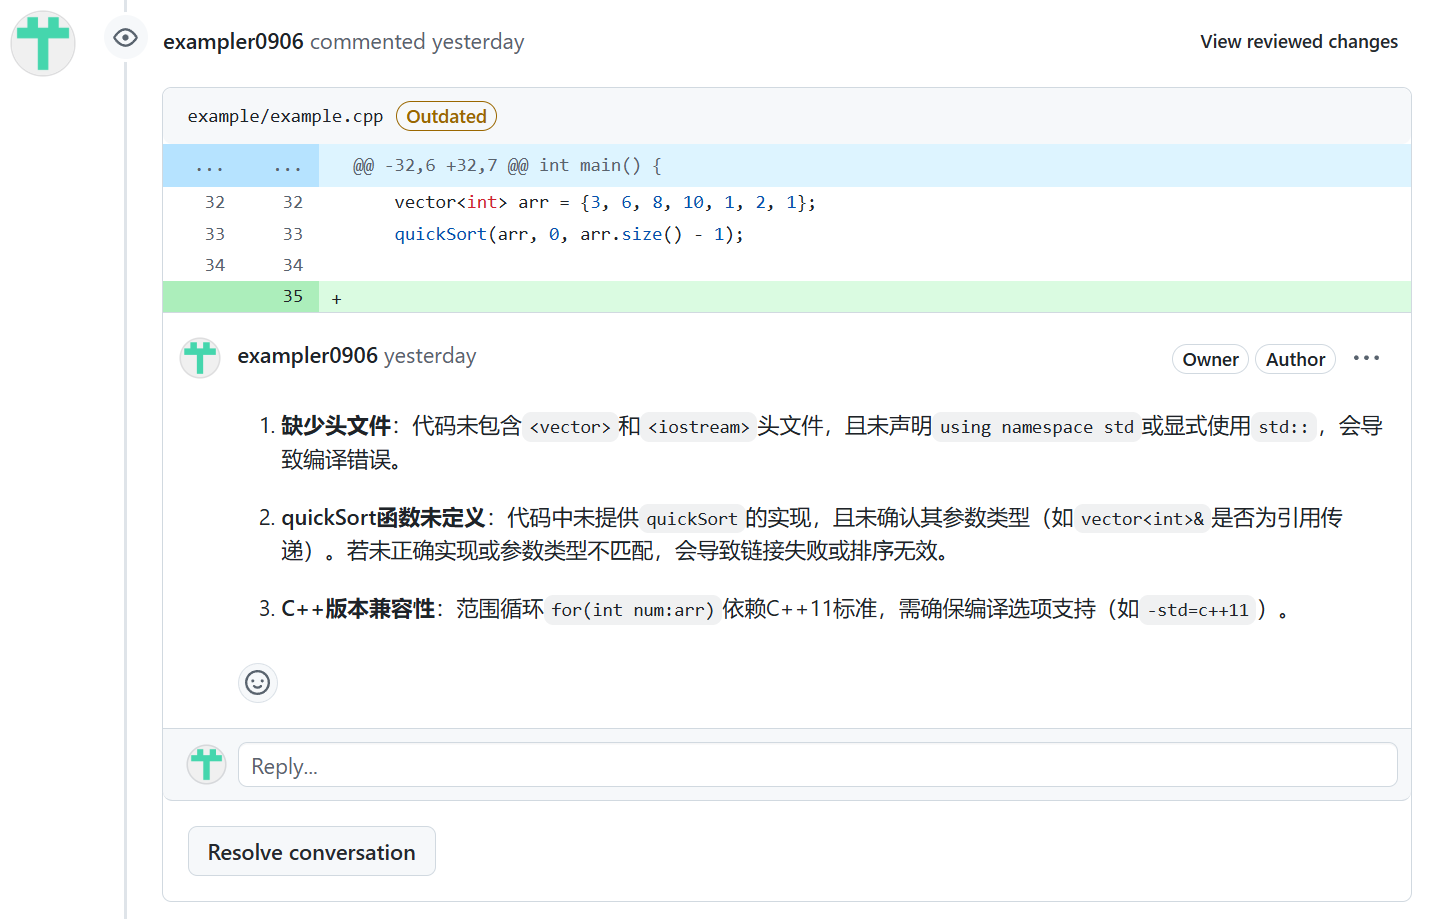 exampler0906 commented yesterday
View reviewed changes
example/example.cpp Outdated
... ... @@ -32,6 +32,7 @@ int main() {
32 32 vector<int> arr = {3, 6, 8, 10, 1, 2, 1};
33 33 quickSort(arr, 0, arr.size() - 1);
34 34
35 +
exampler0906 yesterday
Owner Author ...
1. 缺少头文件：代码未包含 <vector> 和 <iostream> 头文件，且未声明 using namespace std 或显式使用 std:: ，会导
致编译错误。
2. quickSort函数未定义：代码中未提供 quickSort 的实现，且未确认其参数类型（如 vector<int>& 是否为引用传
递）。若未正确实现或参数类型不匹配，会导致链接失败或排序无效。
3. C++版本兼容性：范围循环 for(int num:arr) 依赖C++11标准，需确保编译选项支持（如 -std=c++11 ）。
Reply...
Resolve conversation